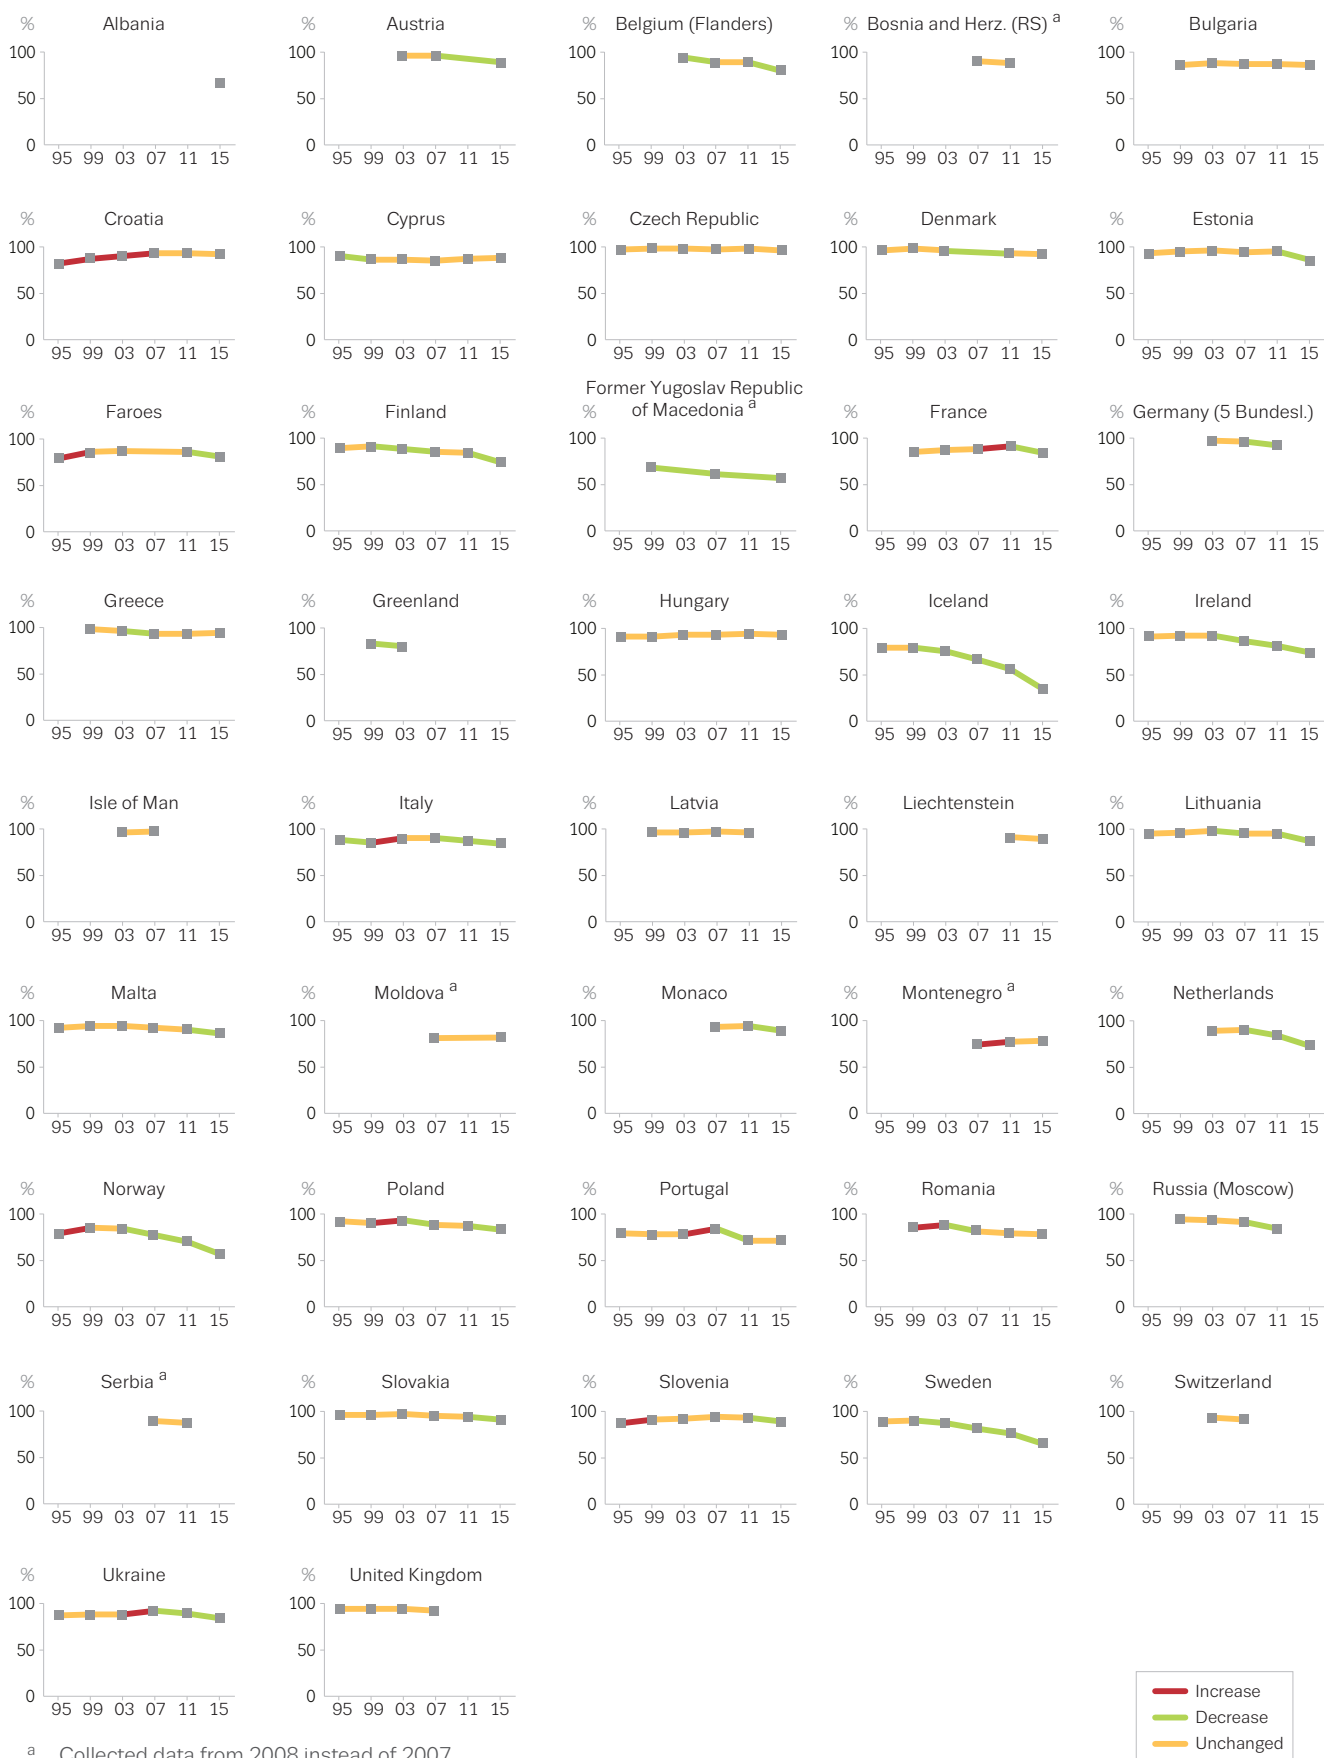 % Albania % Austria % Belgium (Flanders) % Bosnia and Herz. (RS) a % Bulgaria
100 100 100 100 100
50 50 50 50 50
0 0 0 0 0
95 99 03 07 11 15 95 99 03 07 11 15 95 99 03 07 11 15 95 99 03 07 11 15 95 99 03 07 11 15
% Croatia % Cyprus % Czech Republic % Denmark % Estonia
100 100 100 100 100
50 50 50 50 50
0 0 0 0 0
95 99 03 07 11 15 95 99 03 07 11 15 95 99 03 07 11 15 95 99 03 07 11 15 95 99 03 07 11 15
Former Yugoslav Republic
% Faroes % Finland % of Macedonia a % France % Germany (5 Bundesl.)
100 100 100 100 100
50 50 50 50 50
0 0 0 0 0
95 99 03 07 11 15 95 99 03 07 11 15 95 99 03 07 11 15 95 99 03 07 11 15 95 99 03 07 11 15
% Greece % Greenland % Hungary % Iceland % Ireland
100 100 100 100 100
50 50 50 50 50
0 0 0 0 0
95 99 03 07 11 15 95 99 03 07 11 15 95 99 03 07 11 15 95 99 03 07 11 15 95 99 03 07 11 15
% Isle of Man % Italy % Latvia % Liechtenstein % Lithuania
100 100 100 100 100
50 50 50 50 50
0 0 0 0 0
95 99 03 07 11 15 95 99 03 07 11 15 95 99 03 07 11 15 95 99 03 07 11 15 95 99 03 07 11 15
% Malta % Moldova a % Monaco % Montenegro a % Netherlands
100 100 100 100 100
50 50 50 50 50
0 0 0 0 0
95 99 03 07 11 15 95 99 03 07 11 15 95 99 03 07 11 15 95 99 03 07 11 15 95 99 03 07 11 15
% Norway % Poland % Portugal % Romania % Russia (Moscow)
100 100 100 100 100
50 50 50 50 50
0 0 0 0 0
95 99 03 07 11 15 95 99 03 07 11 15 95 99 03 07 11 15 95 99 03 07 11 15 95 99 03 07 11 15
% Serbia a % Slovakia % Slovenia % Sweden % Switzerland
100 100 100 100 100
50 50 50 50 50
0 0 0 0 0
95 99 03 07 11 15 95 99 03 07 11 15 95 99 03 07 11 15 95 99 03 07 11 15 95 99 03 07 11 15
% Ukraine % United Kingdom
100 100
50 50
0 0
95 99 03 07 11 15 95 99 03 07 11 15
Increase
Decrease
Unchanged
a Collected data from 2008 instead of 2007